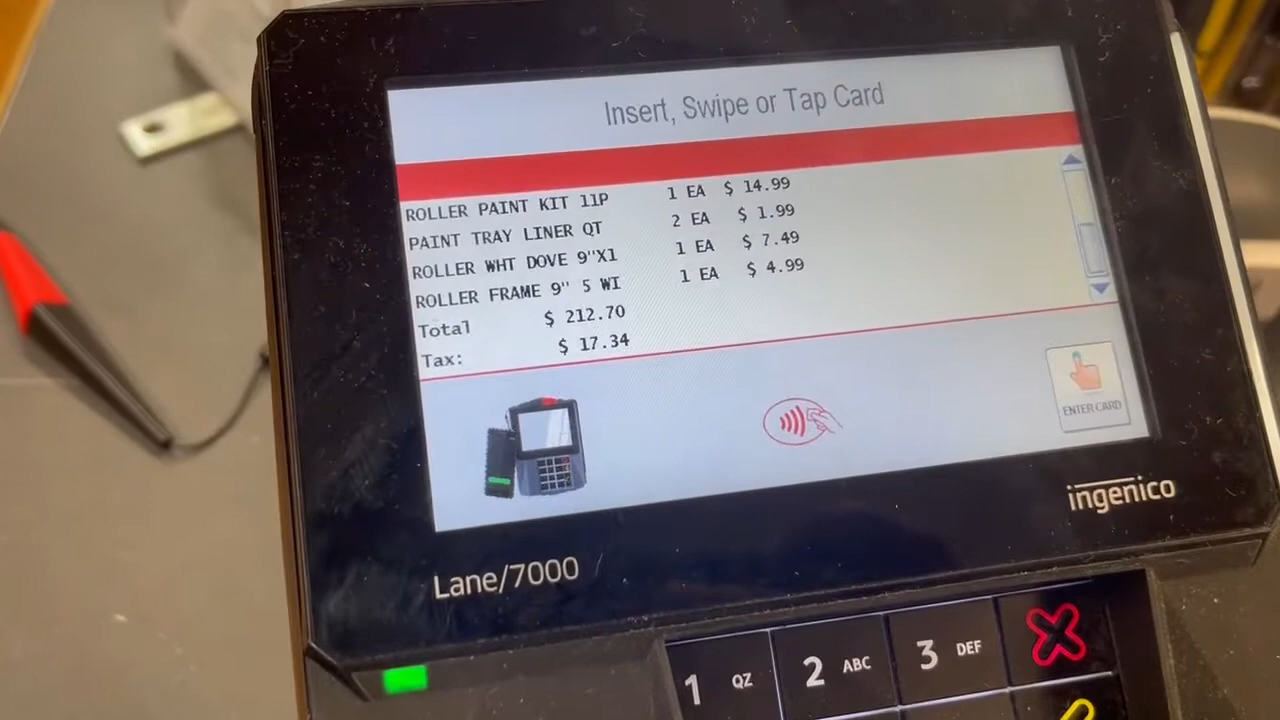 Insert, Swipe or Tap Card
ROLLER PAINT KIT 11P 1 EA $ 14.99
PAINT TRAY LINER QT 2 EA $ 1.99
ROLLER WHT DOVE 9"X1 1 EA $ 7.49
ROLLER FRAME 9" 5 WI 1 EA $ 4.99
Total $ 212.70
Tax: $ 17.34
ENTER CARD
ingenico
Lane/7000
1 QZ 2 ABC 3 DEF